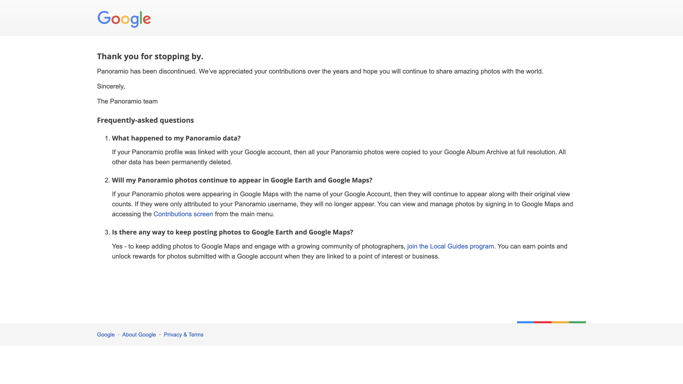 Google
Thank you for stopping by.
Panoramio has been discontinued. We've appreciated your contributions over the years and hope you will continue to share amazing photos with the world.
Sincerely,
The Panoramio team
Frequently-asked questions
1. What happened to my Panoramio data?
If your Panoramio profile was linked with your Google account, then all your Panoramio photos were copied to your Google Album Archive at full resolution. All
other data has been permanently deleted.
2. Will my Panoramio photos continue to appear in Google Earth and Google Maps?
If your Panoramio photos were appearing in Google Maps with the name of your Google Account, then they will continue to appear along with their original view
counts. If they were only attributed to your Panoramio username, they will no longer appear. You can view and manage photos by signing in to Google Maps and
accessing the Contributions screen from the main menu.
3. Is there any way to keep posting photos to Google Earth and Google Maps?
Yes - to keep adding photos to Google Maps and engage with a growing community of photographers, join the Local Guides program. You can earn points and
unlock rewards for photos submitted with a Google account when they are linked to a point of interest or business.
Google · About Google · Privacy & Terms